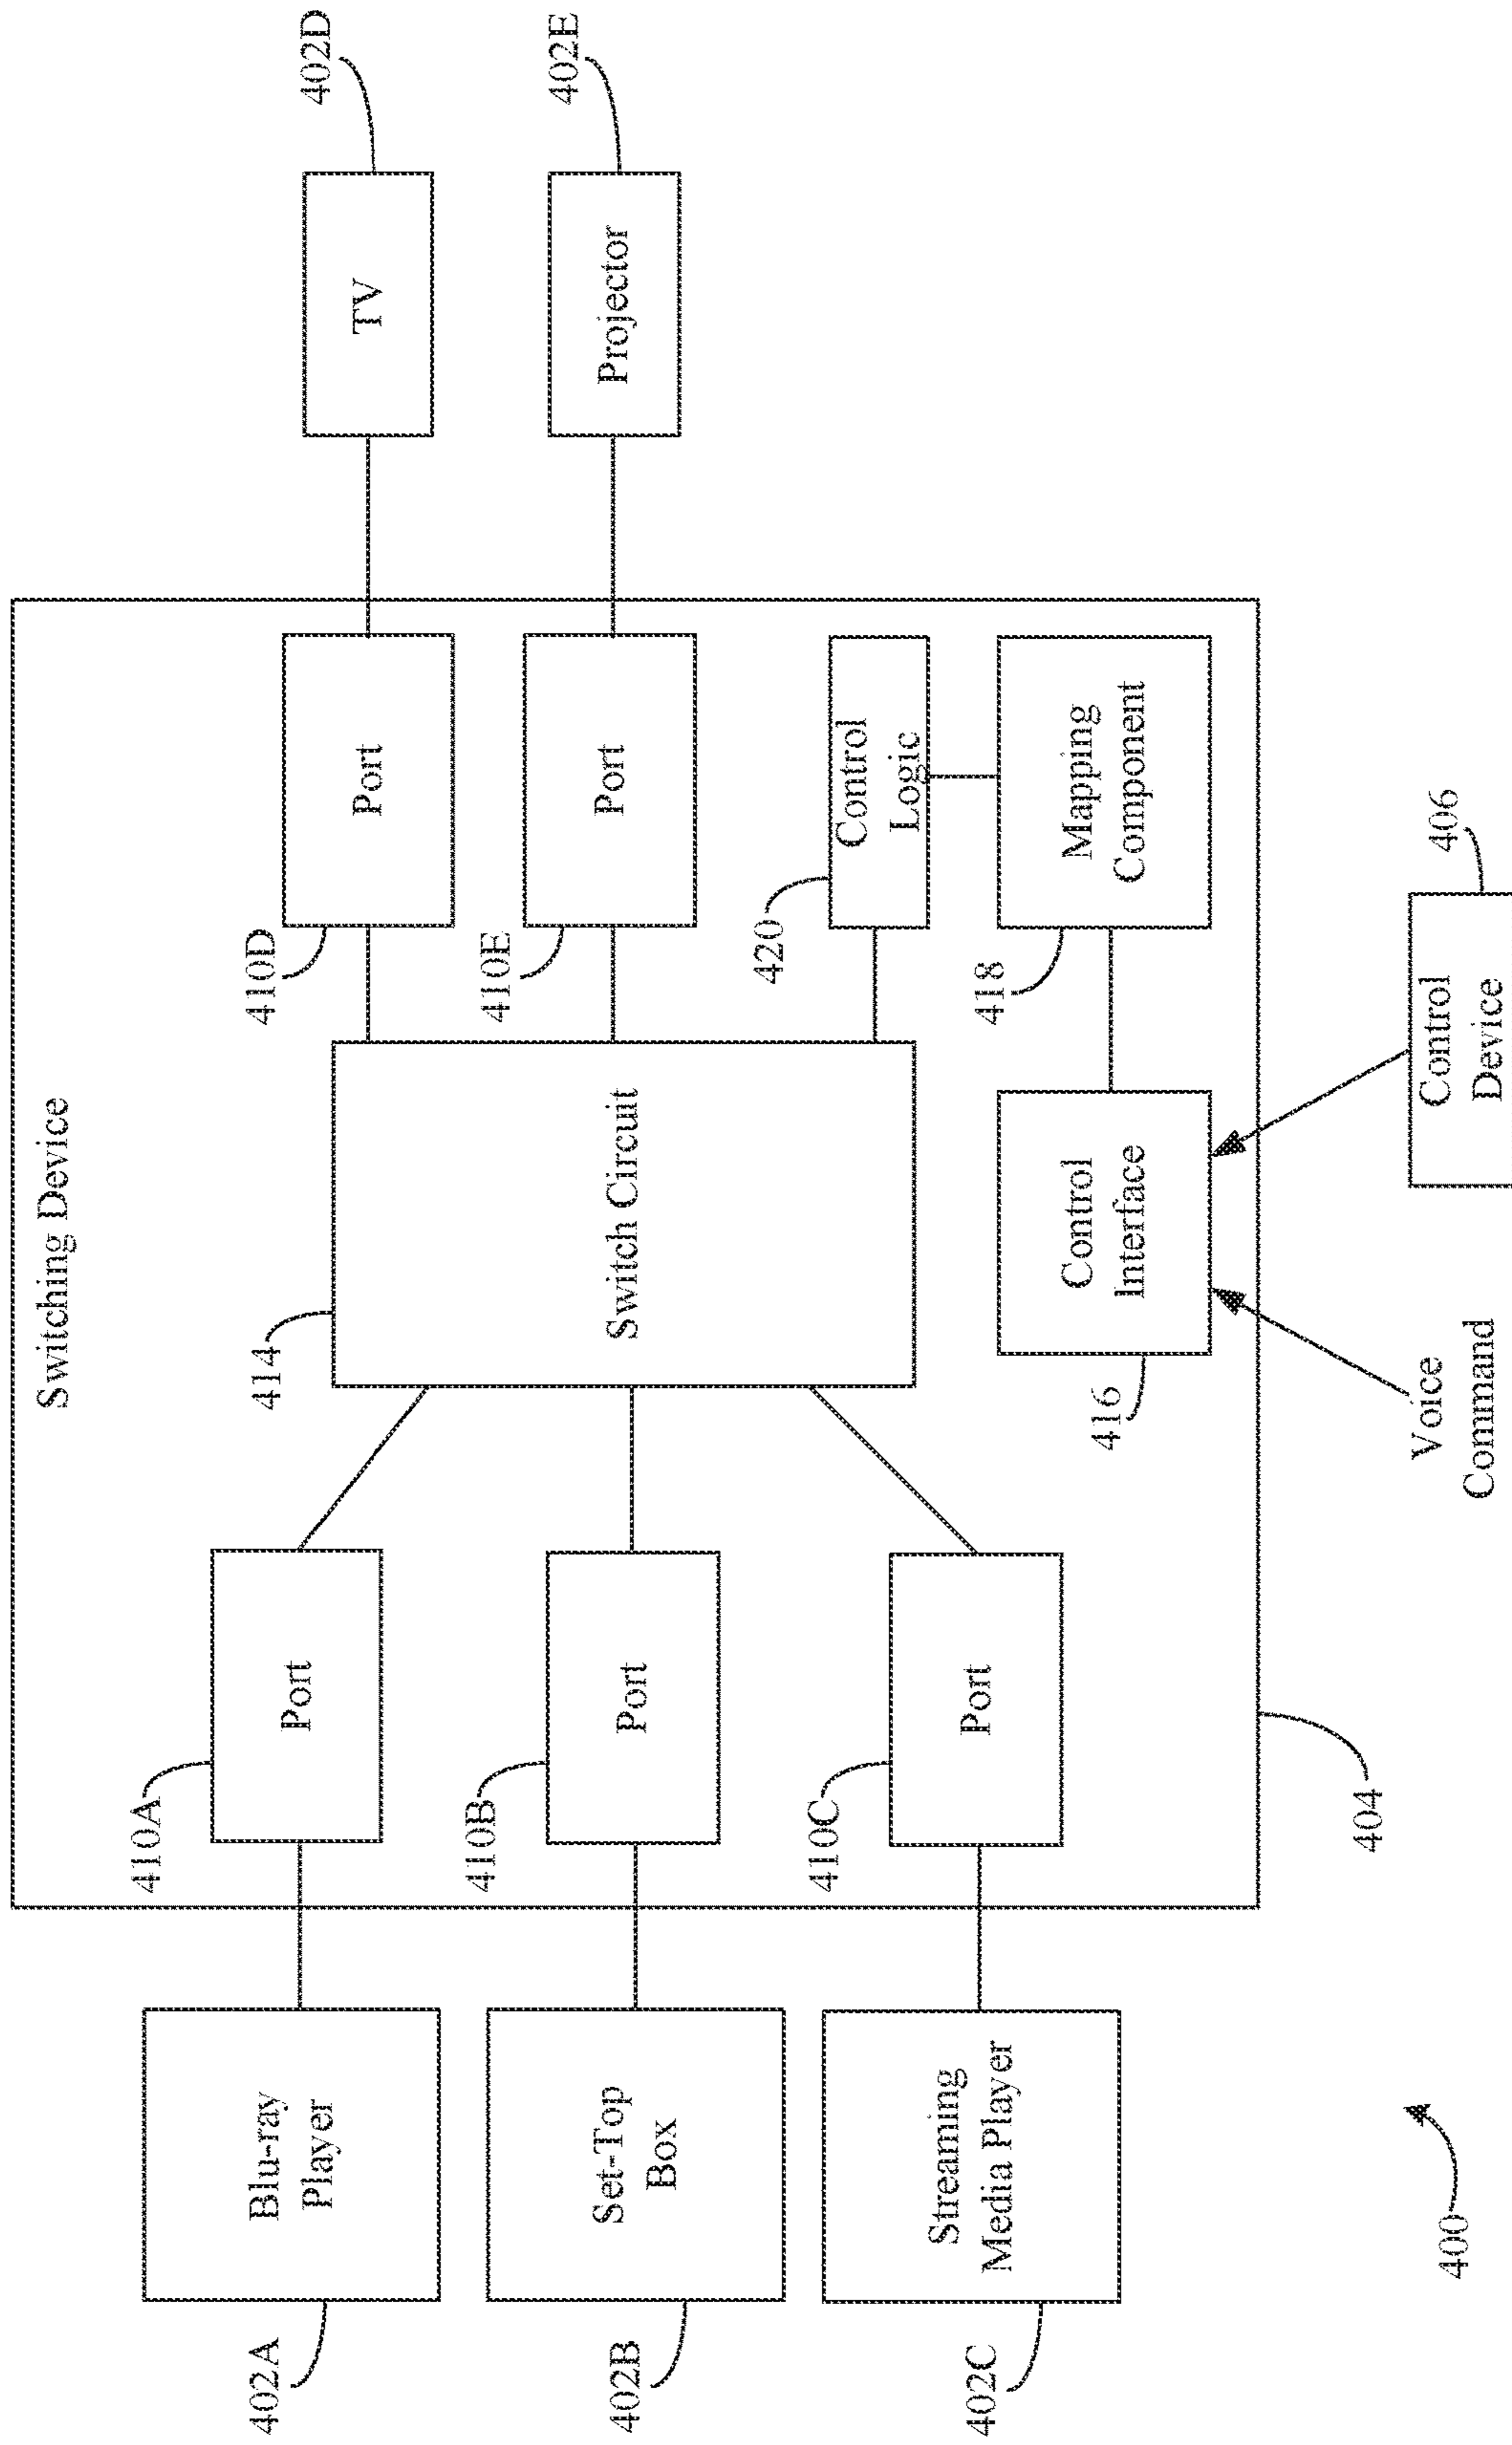 Switching Device
402A
Blu-ray
Player
410A
Port
414
Switch Circuit
410D
Port
TV
402D
402B
Set-Top
Box
410B
Port
410E
Port
Projector
402E
402C
Streaming
Media Player
410C
Port
420
Control
Logic
416
Control
Interface
418
Mapping
Component
404
Voice
Command
Control
Device
406
400